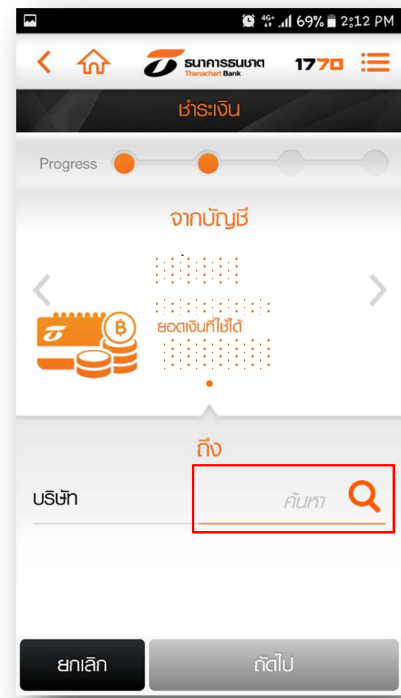 4G+ 69% 2:12 PM
ธนาคารธนชาต 1770
Thanachart Bank
ชำระเงิน
Progress
จากบัญชี
ยอดเงินที่ใช้ได้
ถึง
บริษัท ค้นหา
ยกเลิก ถัดไป